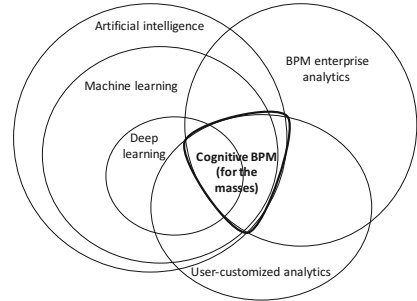 Artificial intelligence
BPM enterprise
analytics
Machine learning
Deep
learning
Cognitive BPM
(for the
masses)
User-customized analytics